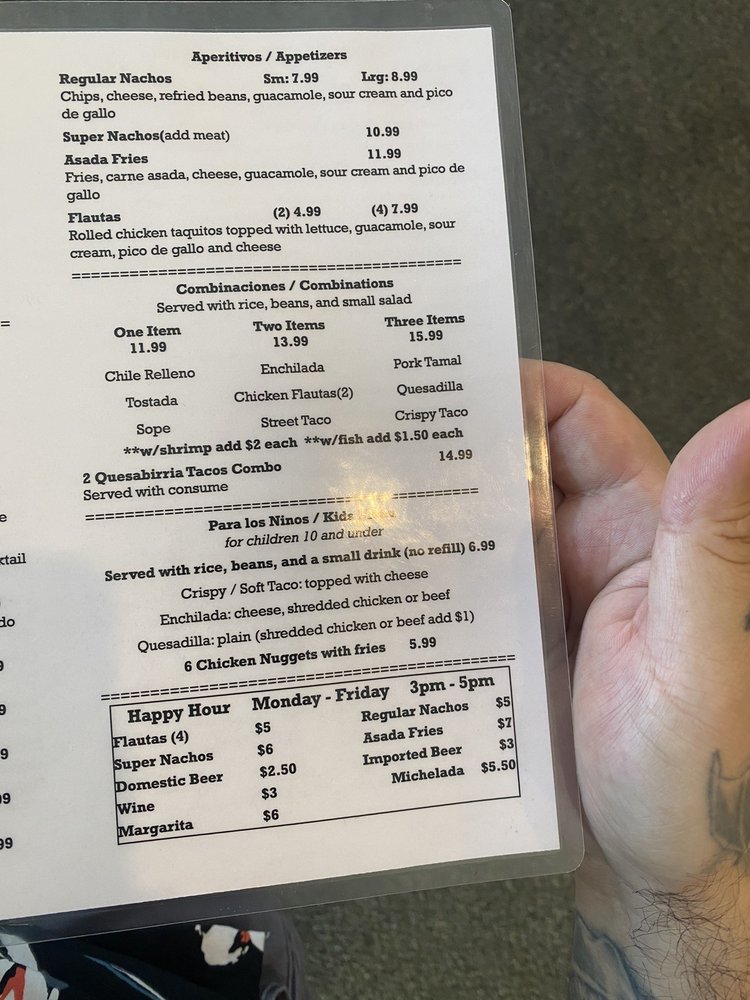 Aperitivos / Appetizers
Regular Nachos Sm: 7.99 Lrg: 8.99
Chips, cheese, refried beans, guacamole, sour cream and pico
de gallo
Super Nachos(add meat) 10.99
Asada Fries 11.99
Fries, carne asada, cheese, guacamole, sour cream and pico de
gallo
Flautas (2) 4.99 (4) 7.99
Rolled chicken taquitos topped with lettuce, guacamole, sour
cream, pico de gallo and cheese
========================================
Combinaciones / Combinations
Served with rice, beans, and small salad
One Item Two Items Three Items
11.99 13.99 15.99
Chile Relleno Enchilada Pork Tamal
Tostada Chicken Flautas(2) Quesadilla
Sope Street Taco Crispy Taco
**w/shrimp add $2 each **w/fish add $1.50 each
2 Quesabirria Tacos Combo 14.99
Served with consume
========================================
Para los Ninos / Kids
for children 10 and under
Served with rice, beans, and a small drink (no refill) 6.99
Crispy / Soft Taco: topped with cheese
Enchilada: cheese, shredded chicken or beef
Quesadilla: plain (shredded chicken or beef add $1)
6 Chicken Nuggets with fries 5.99
========================================
Happy Hour Monday - Friday 3pm - 5pm
Flautas (4) $5 Regular Nachos $5
Super Nachos $6 Asada Fries $7
Domestic Beer $2.50 Imported Beer $3
Wine $3 Michelada $5.50
Margarita $6
=
e
ktail
do
9
9
9
99
99